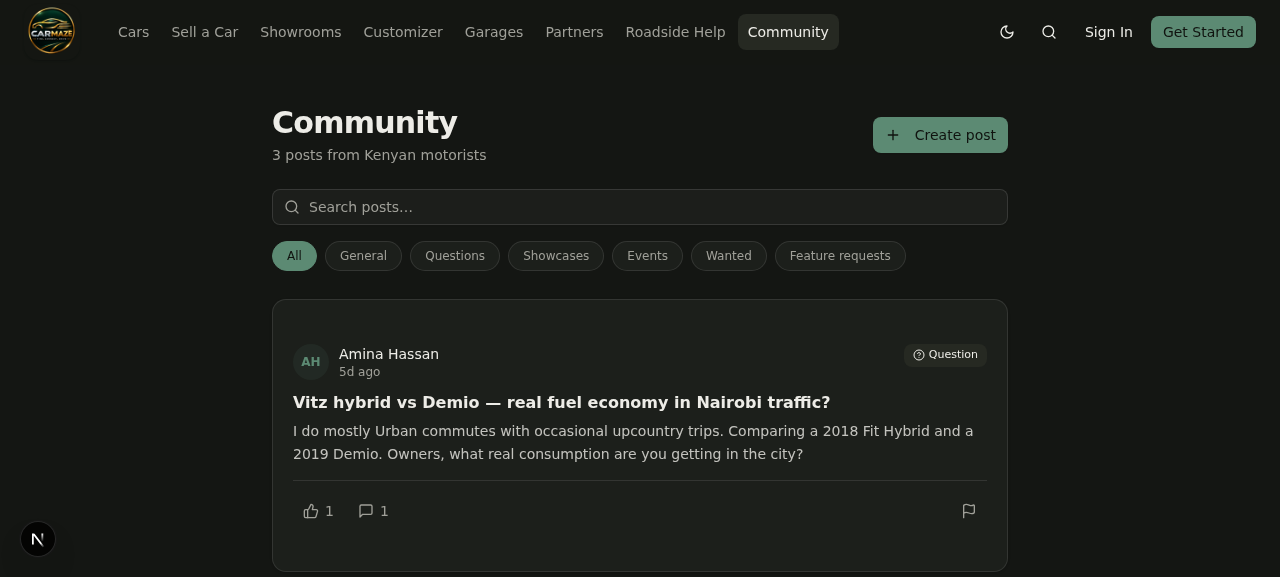 CARMAZE
Cars
Sell a Car
Showrooms
Customizer
Garages
Partners
Roadside Help
Community
Sign In
Get Started
Community
3 posts from Kenyan motorists
Create post
Search posts...
All
General
Questions
Showcases
Events
Wanted
Feature requests
AH
Amina Hassan
5d ago
Question
Vitz hybrid vs Demio — real fuel economy in Nairobi traffic?
I do mostly Urban commutes with occasional upcountry trips. Comparing a 2018 Fit Hybrid and a
2019 Demio. Owners, what real consumption are you getting in the city?
1
1
N